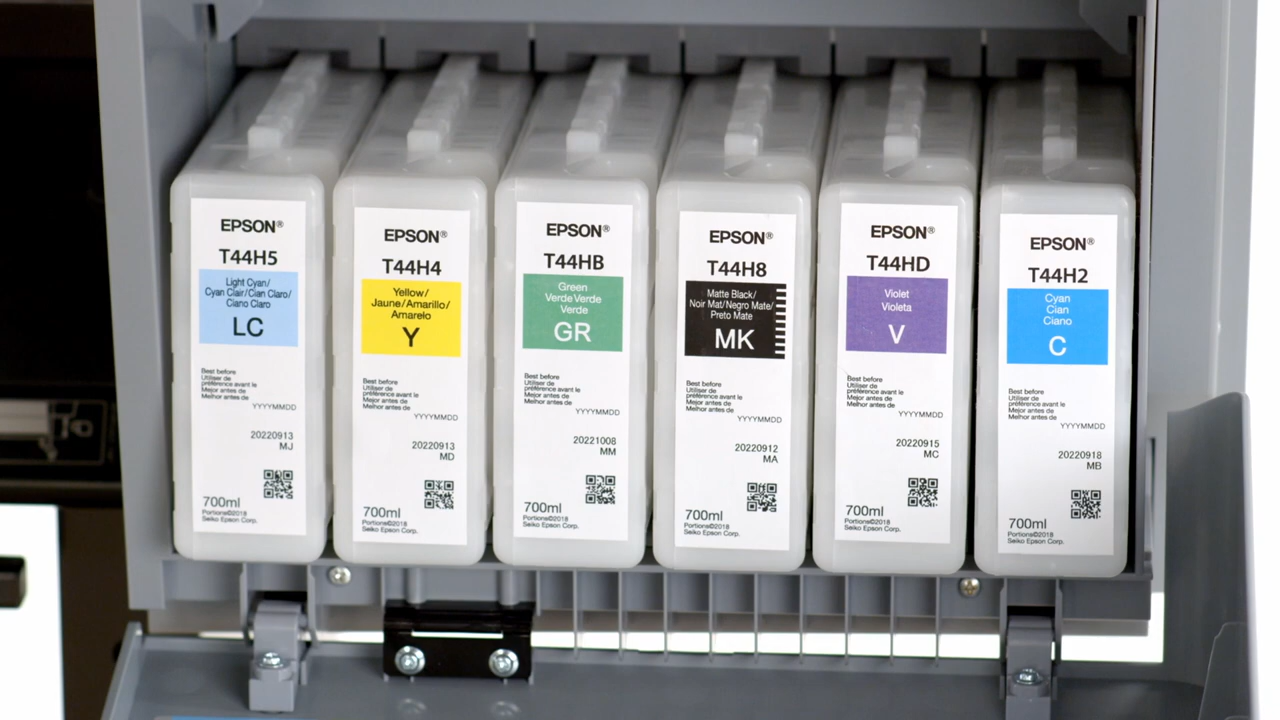 EPSON®
T44H5
Light Cyan/
Cyan Clair/Cian Claro/
Ciano Claro
LC
Best before
Utiliser de
préférence avant le
Mejor antes de
Melhor antes de
YYYYMMDD
20220913
MJ
700ml
Portions©2018
Seiko Epson Corp.
EPSON®
T44H4
Yellow/
Jaune/Amarillo/
Amarelo
Y
Best before
Utiliser de
préférence avant le
Mejor antes de
Melhor antes de
YYYYMMDD
20220913
MD
700ml
Portions©2018
Seiko Epson Corp.
EPSON®
T44HB
Green
Verde Verde
Verde
GR
Best before
Utiliser de
préférence avant le
Mejor antes de
Melhor antes de
YYYYMMDD
20221008
MM
700ml
Portions©2018
Seiko Epson Corp.
EPSON®
T44H8
Matte Black/
Noir Mat/Negro Mate/
Preto Mate
MK
Best before
Utiliser de
préférence avant le
Mejor antes de
Melhor antes de
YYYYMMDD
20220912
MA
700ml
Portions©2018
Seiko Epson Corp.
EPSON®
T44HD
Violet
Violeta
V
Best before
Utiliser de
préférence avant le
Mejor antes de
Melhor antes de
YYYYMMDD
20220915
MC
700ml
Portions©2018
Seiko Epson Corp.
EPSON®
T44H2
Cyan
Cian
Ciano
C
Best before
Utiliser de
préférence avant le
Mejor antes de
Melhor antes de
YYYYMMDD
20220918
MB
700ml
Portions©2018
Seiko Epson Corp.